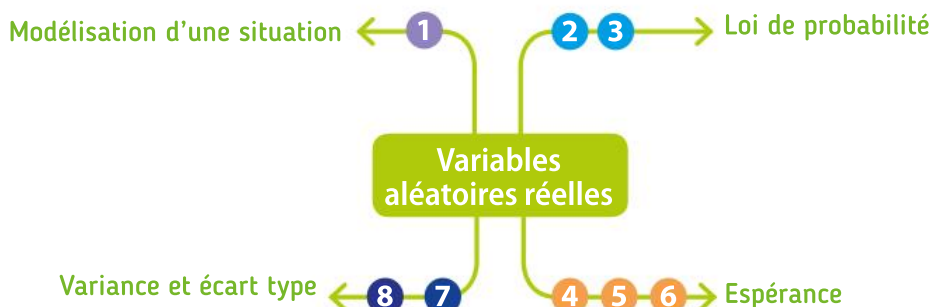 Modélisation d'une situation
1
2 3
Loi de probabilité
Variables
aléatoires réelles
Variance et écart type
8 7
4 5 6
Espérance